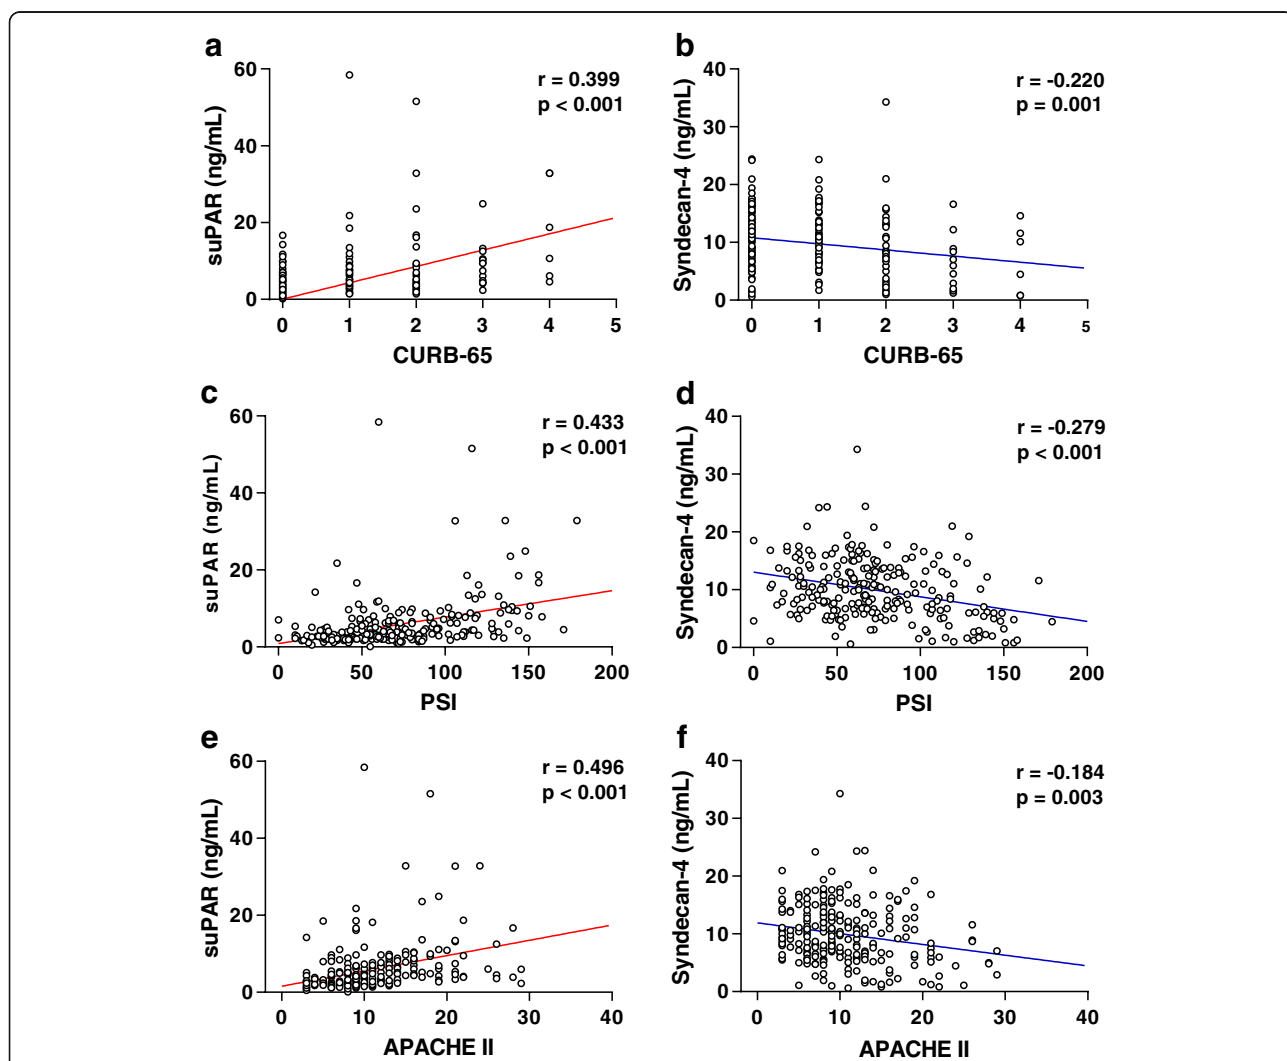 a
60
40
20
0
suPAR (ng/mL)
r = 0.399
p < 0.001
0 1 2 3 4 5
CURB-65
b
40
30
20
10
0
Syndecan-4 (ng/mL)
r = -0.220
p = 0.001
0 1 2 3 4 5
CURB-65
c
60
40
20
0
suPAR (ng/mL)
r = 0.433
p < 0.001
0 50 100 150 200
PSI
d
40
30
20
10
0
Syndecan-4 (ng/mL)
r = -0.279
p < 0.001
0 50 100 150 200
PSI
e
60
40
20
0
suPAR (ng/mL)
r = 0.496
p < 0.001
0 10 20 30 40
APACHE II
f
40
30
20
10
0
Syndecan-4 (ng/mL)
r = -0.184
p = 0.003
0 10 20 30 40
APACHE II